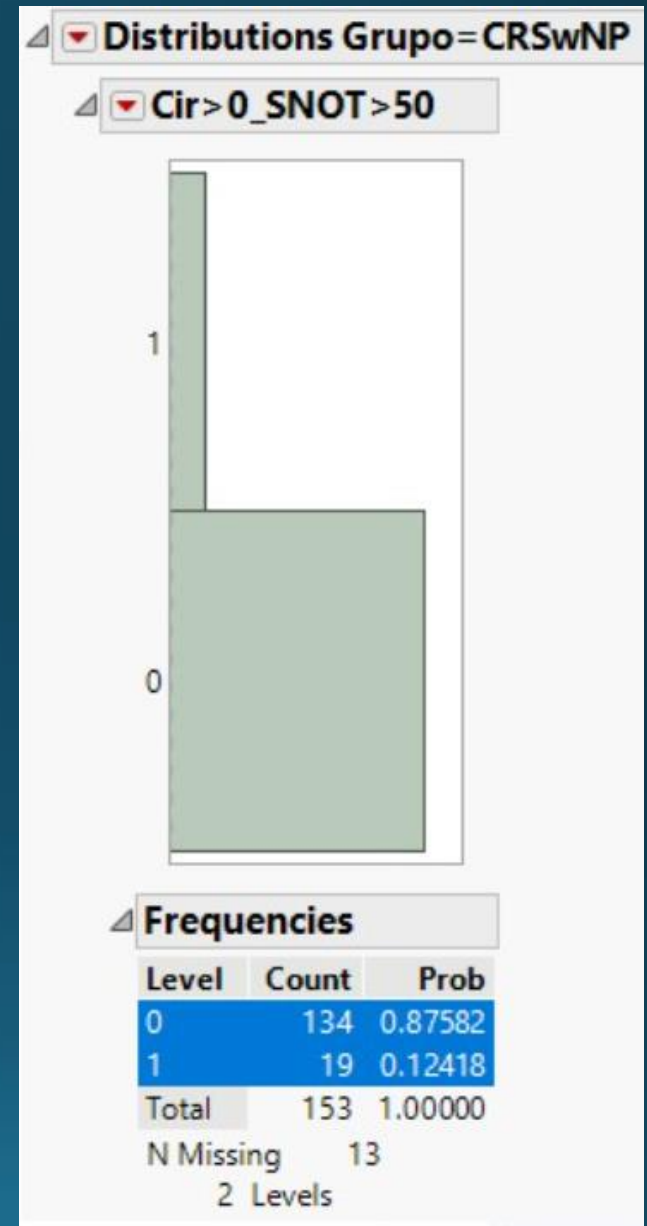 Distributions Grupo=CRSwNP
Cir>0_SNOT>50
1
0
Frequencies
Level Count Prob
0 134 0.87582
1 19 0.12418
Total 153 1.00000
N Missing 13
2 Levels